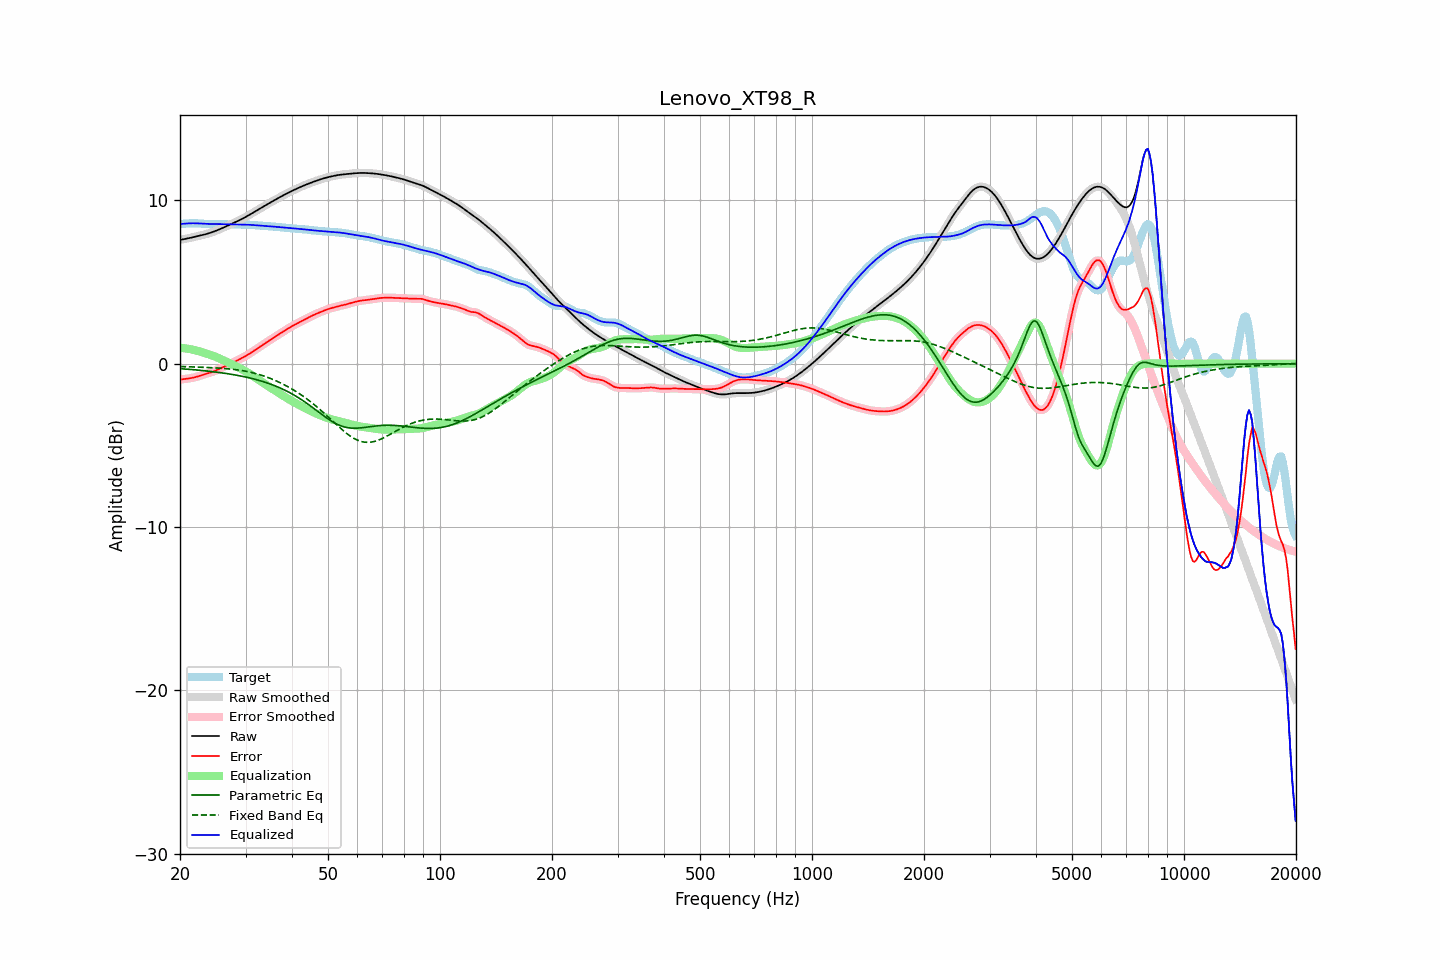 Lenovo_XT98_R
Amplitude (dBr)
10
0
−10
−20
−30
Target
Raw Smoothed
Error Smoothed
Raw
Error
Equalization
Parametric Eq
Fixed Band Eq
Equalized
20 50 100 200 500 1000 2000 5000 10000 20000
Frequency (Hz)